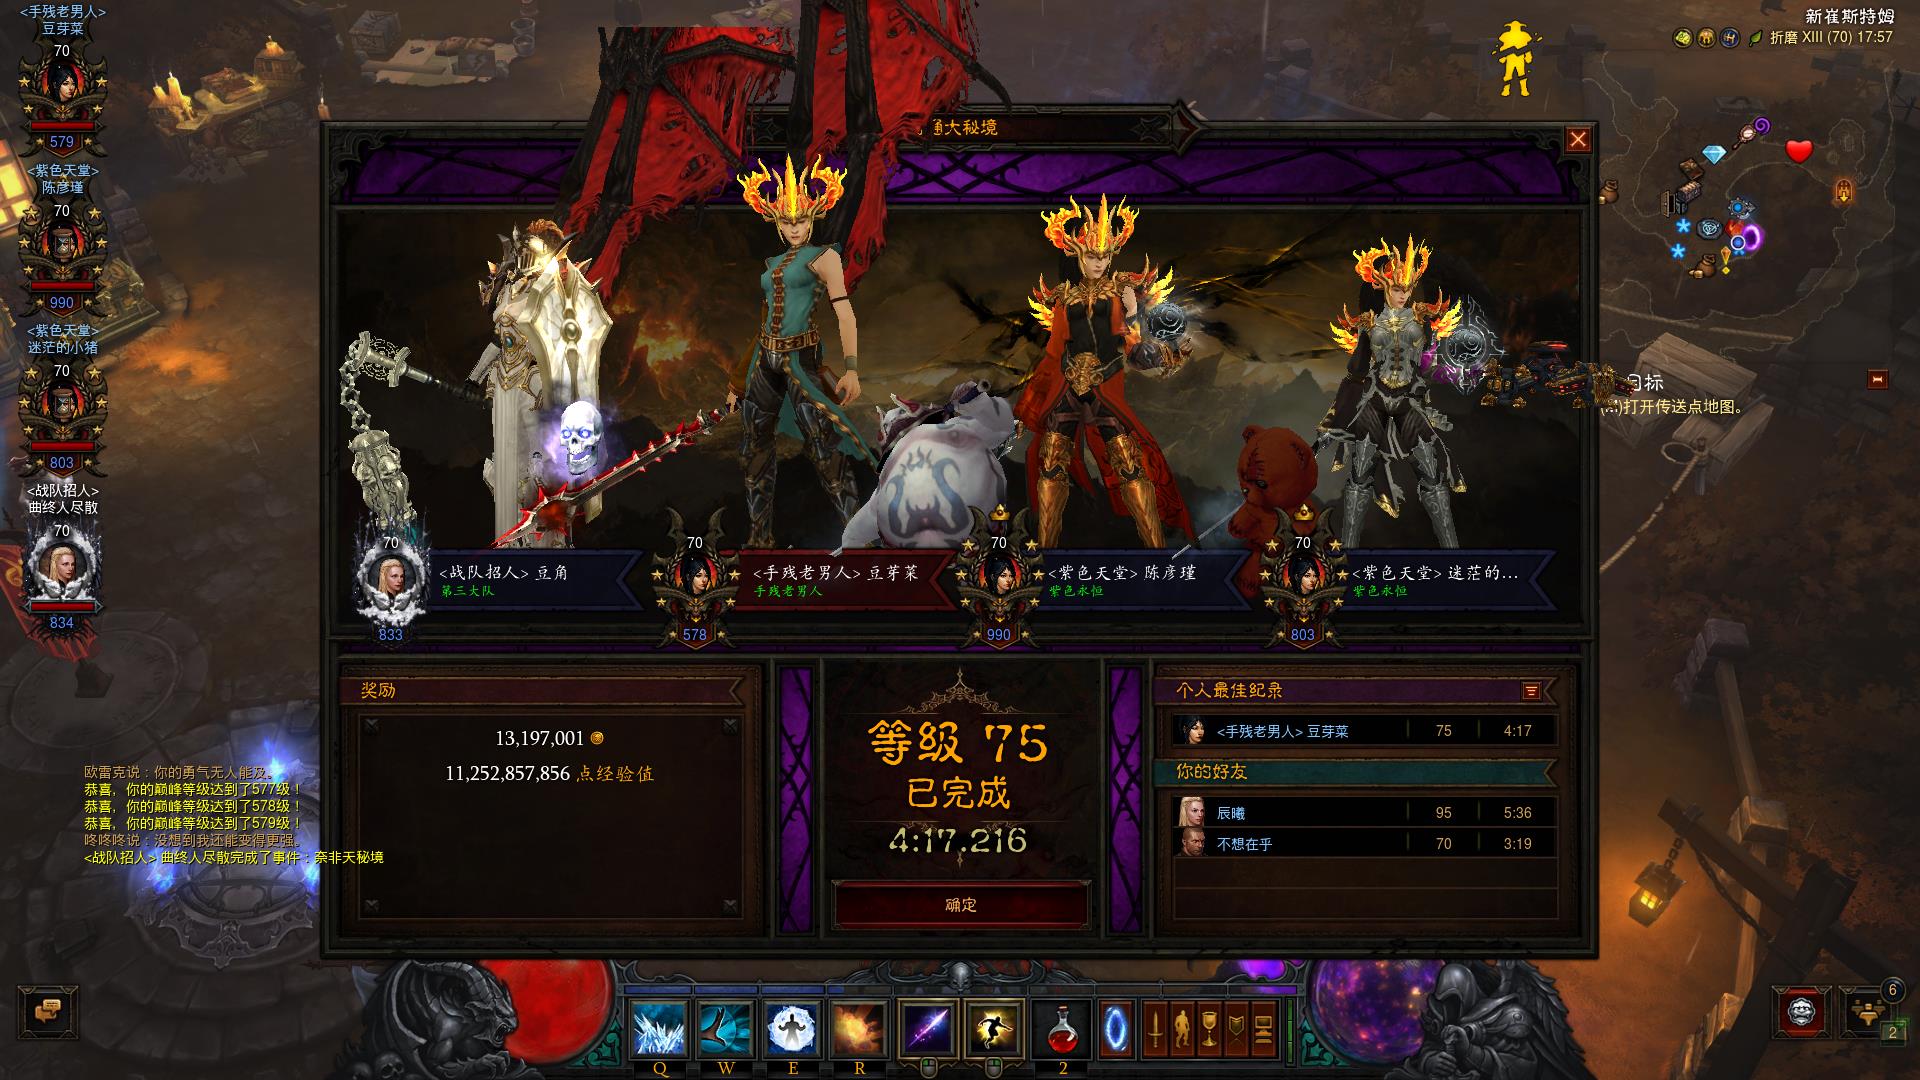 <手残老男人>
豆芽菜
70
579
<紫色天堂>
陈彦瑾
70
990
<紫色天堂>
迷茫的小猪
70
803
<战队招人>
曲终人尽散
70
834
新崔斯特姆
折磨 XIII (70) 17:57
通大秘境
目标
打开传送点地图。
70
<战队招人> 豆角
第三大队
833
70
<手残老男人> 豆芽菜
手残老男人
578
70
<紫色天堂> 陈彦瑾
紫色永恒
990
70
<紫色天堂> 迷茫的...
紫色永恒
803
奖励
13,197,001
11,252,857,856 点经验值
等级 75
已完成
4:17.216
确定
个人最佳纪录
<手残老男人> 豆芽菜 75 4:17
你的好友
辰曦 95 5:36
不想在乎 70 3:19
欧雷克说：你的勇气无人能及。
恭喜，你的巅峰等级达到了577级！
恭喜，你的巅峰等级达到了578级！
恭喜，你的巅峰等级达到了579级！
咚咚咚说：没想到我还能变得更强。
<战队招人> 曲终人尽散完成了事件：奈非天秘境
Q W E R 2
6
2